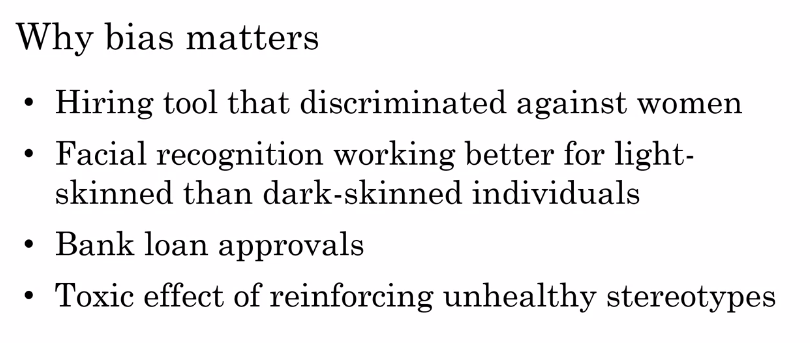 Why bias matters
• Hiring tool that discriminated against women
• Facial recognition working better for light-
skinned than dark-skinned individuals
• Bank loan approvals
• Toxic effect of reinforcing unhealthy stereotypes